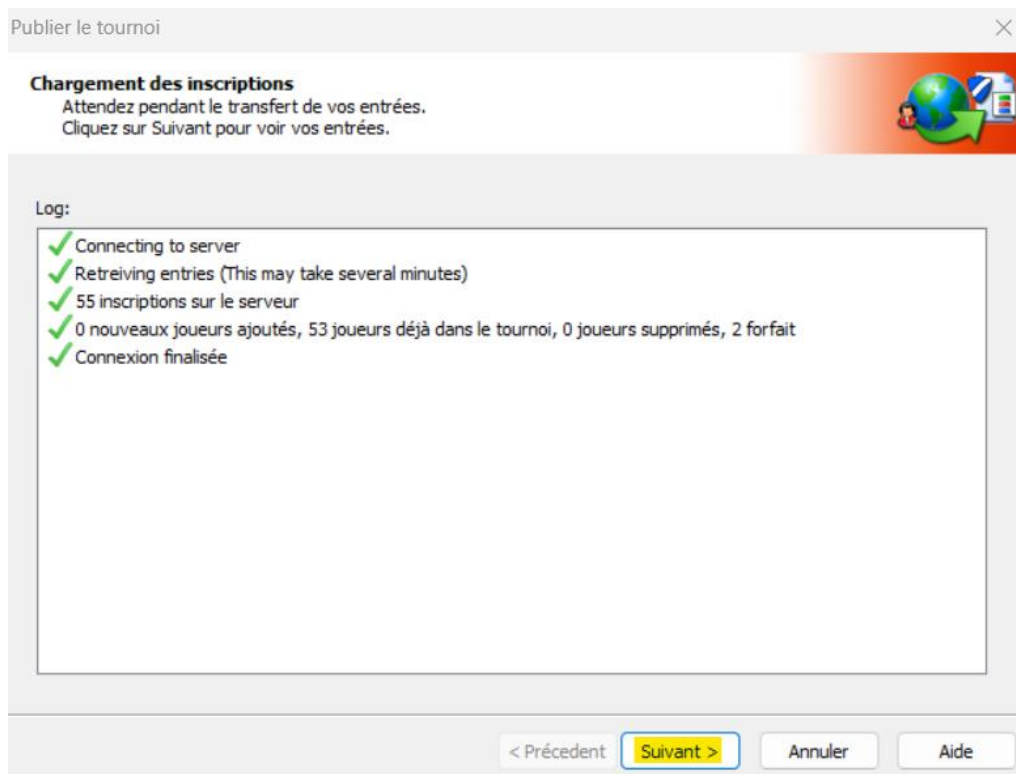 Publier le tournoi
Chargement des inscriptions
Attendez pendant le transfert de vos entrées.
Cliquez sur Suivant pour voir vos entrées.
Log:
Connecting to server
Retreiving entries (This may take several minutes)
55 inscriptions sur le serveur
0 nouveaux joueurs ajoutés, 53 joueurs déjà dans le tournoi, 0 joueurs supprimés, 2 forfait
Connexion finalisée
< Précedent Suivant > Annuler Aide